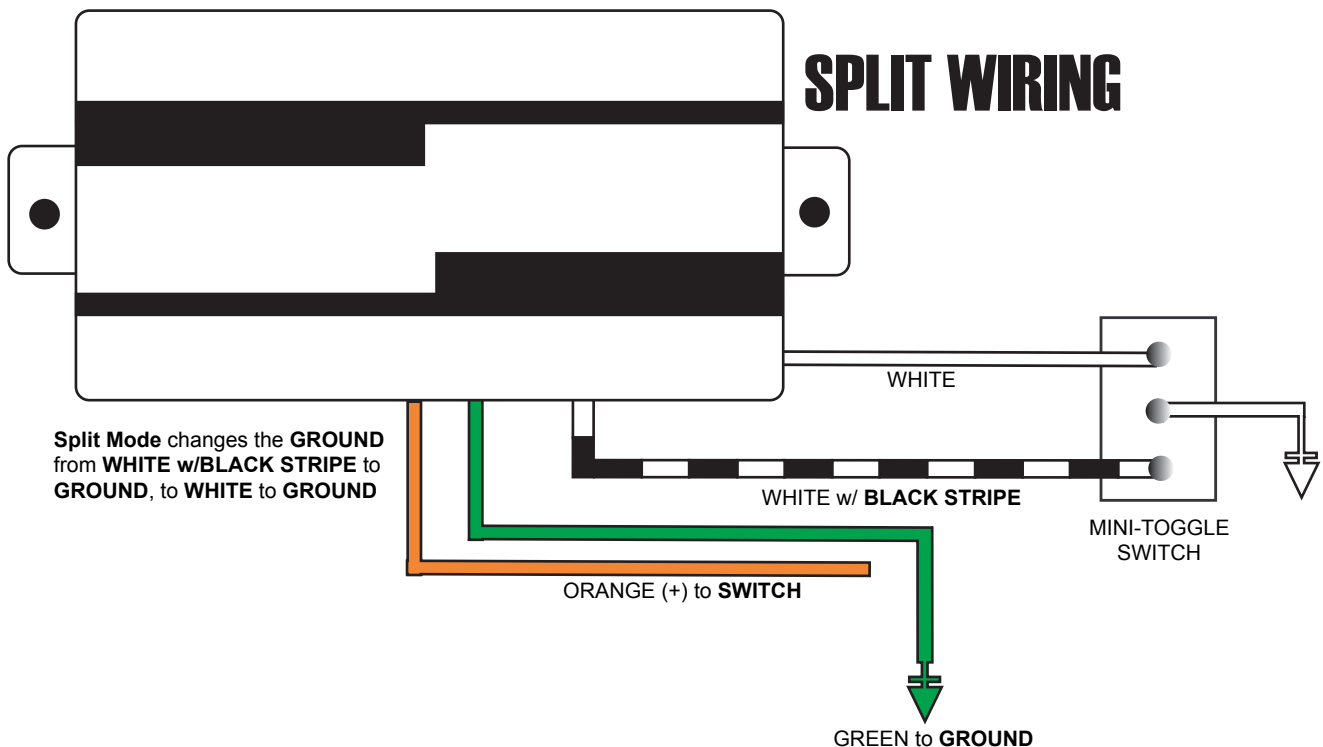 SPLIT WIRING
WHITE
Split Mode changes the GROUND
from WHITE w/BLACK STRIPE to
GROUND, to WHITE to GROUND
WHITE w/ BLACK STRIPE
MINI-TOGGLE
SWITCH
ORANGE (+) to SWITCH
GREEN to GROUND